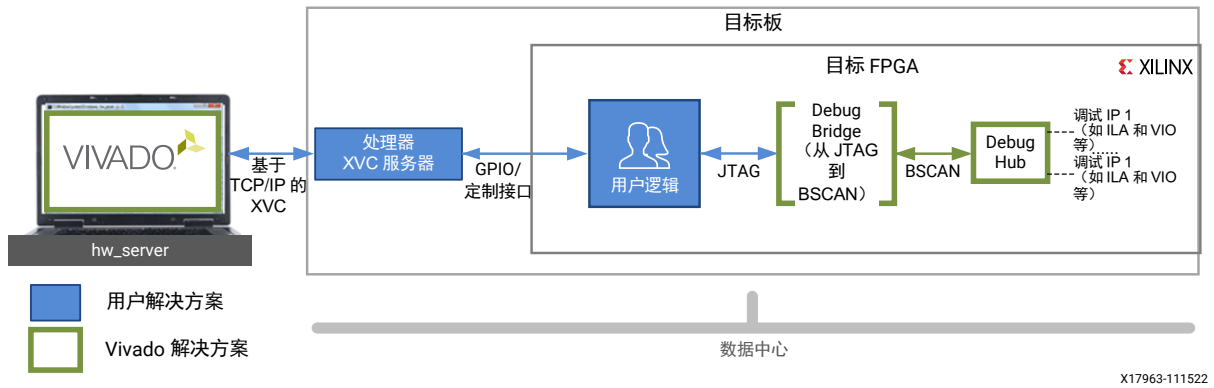 目标板
目标 FPGA
XILINX
VIVADO
hw_server
基于
TCP/IP 的
XVC
处理器
XVC 服务器
GPIO/
定制接口
用户逻辑
JTAG
Debug
Bridge
（从 JTAG
到
BSCAN）
BSCAN
Debug
Hub
调试 IP 1
（如 ILA 和 VIO
等）......
调试 IP 1
（如 ILA 和 VIO
等）
用户解决方案
Vivado 解决方案
数据中心
X17963-111522